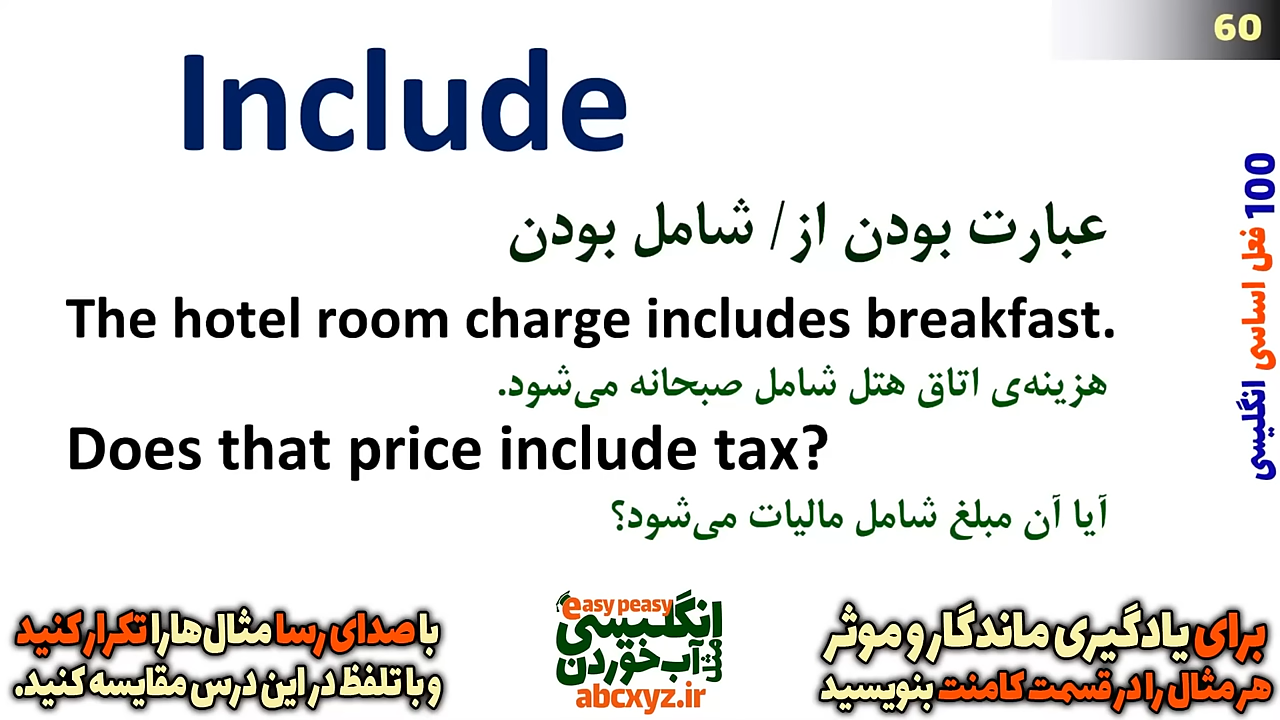 60
Include
عبارت بودن از/ شامل بودن
The hotel room charge includes breakfast.
هزینه‌ی اتاق هتل شامل صبحانه می‌شود.
Does that price include tax?
آیا آن مبلغ شامل مالیات می‌شود؟
100 فعل اساسی انگلیسی
برای یادگیری ماندگار و موثر
هر مثال را در قسمت کامنت بنویسید
easy peasy
انگلیسی
مثل آب خوردن
abcxyz.ir
با صدای رسا مثال‌ها را تکرار کنید
و با تلفظ در این درس مقایسه کنید.